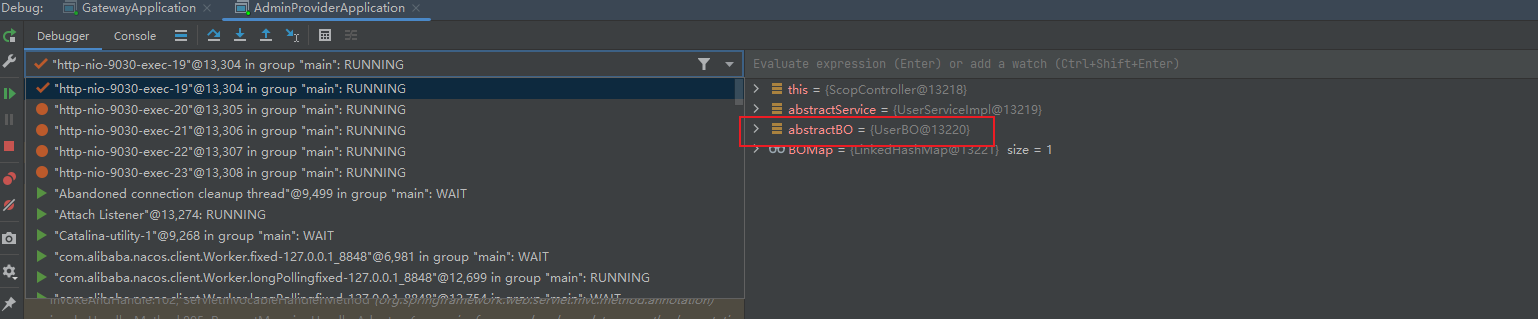 Debug: GatewayApplication AdminProviderApplication
Debugger Console
"http-nio-9030-exec-19"@13,304 in group "main": RUNNING
"http-nio-9030-exec-19"@13,304 in group "main": RUNNING
"http-nio-9030-exec-20"@13,305 in group "main": RUNNING
"http-nio-9030-exec-21"@13,306 in group "main": RUNNING
"http-nio-9030-exec-22"@13,307 in group "main": RUNNING
"http-nio-9030-exec-23"@13,308 in group "main": RUNNING
"Abandoned connection cleanup thread"@9,499 in group "main": WAIT
"Attach Listener"@13,274: RUNNING
"Catalina-utility-1"@9,268 in group "main": WAIT
"com.alibaba.nacos.client.Worker.fixed-127.0.0.1_8848"@6,981 in group "main": WAIT
"com.alibaba.nacos.client.Worker.longPollingfixed-127.0.0.1_8848"@12,699 in group "main": RUNNING
Evaluate expression (Enter) or add a watch (Ctrl+Shift+Enter)
this = {ScopController@13218}
abstractService = {UserServiceImpl@13219}
abstractBO = {UserBO@13220}
BOMap = {LinkedHashMap@13221} size = 1